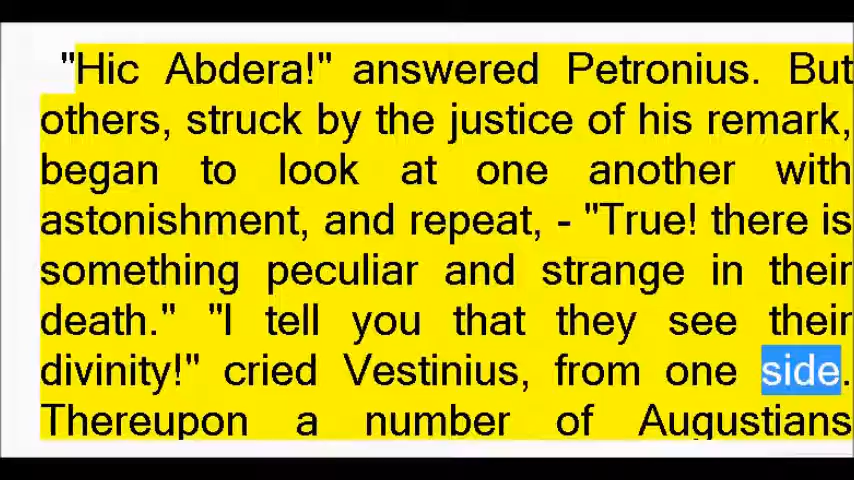 "Hic Abdera!" answered Petronius. But
others, struck by the justice of his remark,
began to look at one another with
astonishment, and repeat, - "True! there is
something peculiar and strange in their
death." "I tell you that they see their
divinity!" cried Vestinius, from one side.
Thereupon a number of Augustians